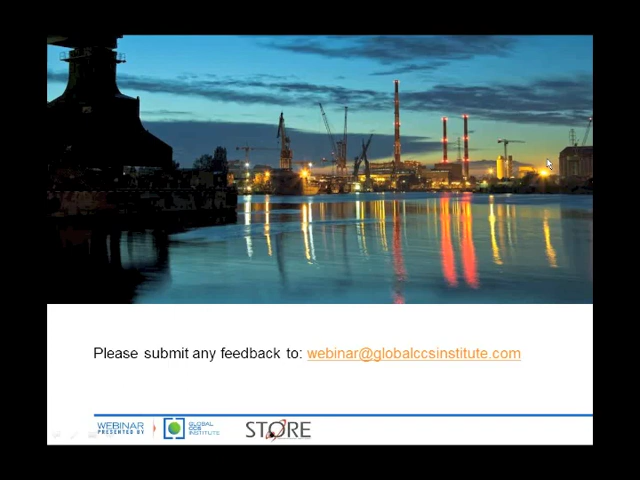 Please submit any feedback to: webinar@globalccsinstitute.com
WEBINAR
PRESENTED BY
GLOBAL
CCS
INSTITUTE
STORE